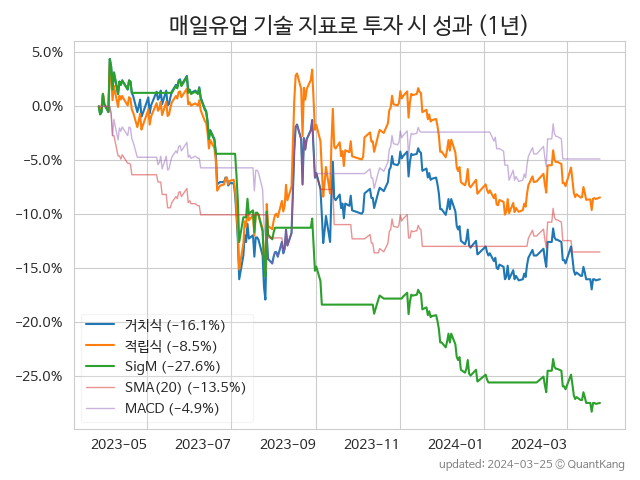 매일유업 기술 지표로 투자 시 성과 (1년)
5.0%
0.0%
−5.0%
−10.0%
−15.0%
−20.0%
−25.0%
거치식 (−16.1%)
적립식 (−8.5%)
SigM (−27.6%)
SMA(20) (−13.5%)
MACD (−4.9%)
2023-05 2023-07 2023-09 2023-11 2024-01 2024-03
updated: 2024-03-25 © QuantKang